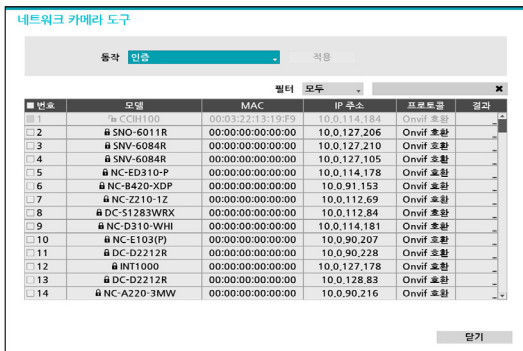 네트워크 카메라 도구
동작 인증 적용
필터 모두
번호 모델 MAC IP 주소 프로토콜 결과
1 CCIH100 00:03:22:13:19:F9 10,0,114,184 Onvif 호환 _
2 SNO-6011R 00:00:00:00:00:00 10,0,127,206 Onvif 호환 _
3 SNV-6084R 00:00:00:00:00:00 10,0,127,210 Onvif 호환 _
4 SNV-6084R 00:00:00:00:00:00 10,0,127,105 Onvif 호환 _
5 NC-ED310-P 00:00:00:00:00:00 10,0,114,178 Onvif 호환 _
6 NC-B420-XDP 00:00:00:00:00:00 10,0,91,153 Onvif 호환 _
7 NC-Z210-1Z 00:00:00:00:00:00 10,0,112,69 Onvif 호환 _
8 DC-S1283WRX 00:00:00:00:00:00 10,0,112,84 Onvif 호환 _
9 NC-D310-WHI 00:00:00:00:00:00 10,0,114,181 Onvif 호환 _
10 NC-E103(P) 00:00:00:00:00:00 10,0,90,207 Onvif 호환 _
11 DC-D2212R 00:00:00:00:00:00 10,0,90,228 Onvif 호환 _
12 INT1000 00:00:00:00:00:00 10,0,127,178 Onvif 호환 _
13 DC-D2212R 00:00:00:00:00:00 10,0,128,83 Onvif 호환 _
14 NC-A220-3MW 00:00:00:00:00:00 10,0,90,216 Onvif 호환 _
닫기